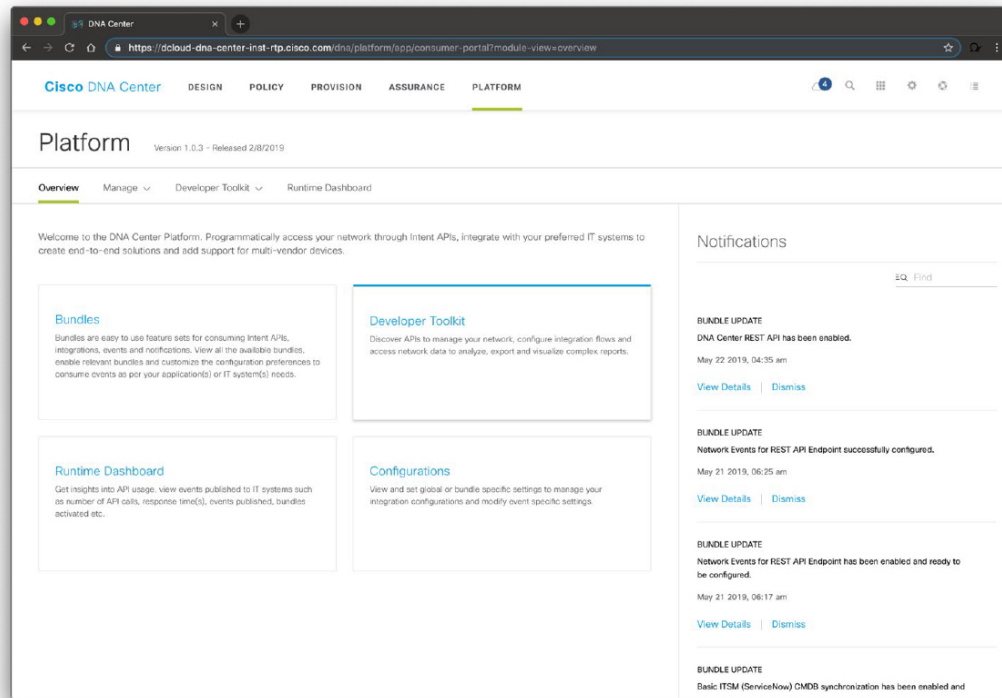 DNA Center
https://dcloud-dna-center-inst-rtp.cisco.com/dna/platform/app/consumer-portal?module-view=overview
Cisco DNA Center DESIGN POLICY PROVISION ASSURANCE PLATFORM 4
Platform Version 1.0.3 - Released 2/8/2019
Overview Manage Developer Toolkit Runtime Dashboard
Welcome to the DNA Center Platform. Programmatically access your network through Intent APIs, integrate with your preferred IT systems to
create end-to-end solutions and add support for multi-vendor devices.
Bundles
Bundles are easy to use feature sets for consuming Intent APIs,
integrations, events and notifications. View all the available bundles,
enable relevant bundles and customize the configuration preferences to
consume events as per your application(s) or IT system(s) needs.
Developer Toolkit
Discover APIs to manage your network, configure integration flows and
access network data to analyze, export and visualize complex reports.
Runtime Dashboard
Get insights into API usage, view events published to IT systems such
as number of API calls, response time(s), events published, bundles
activated etc.
Configurations
View and set global or bundle specific settings to manage your
integration configurations and modify event specific settings.
Notifications
Find
BUNDLE UPDATE
DNA Center REST API has been enabled.
May 22 2019, 04:35 am
View Details | Dismiss
BUNDLE UPDATE
Network Events for REST API Endpoint successfully configured.
May 21 2019, 06:25 am
View Details | Dismiss
BUNDLE UPDATE
Network Events for REST API Endpoint has been enabled and ready to
be configured.
May 21 2019, 06:17 am
View Details | Dismiss
BUNDLE UPDATE
Basic ITSM (ServiceNow) CMDB synchronization has been enabled and